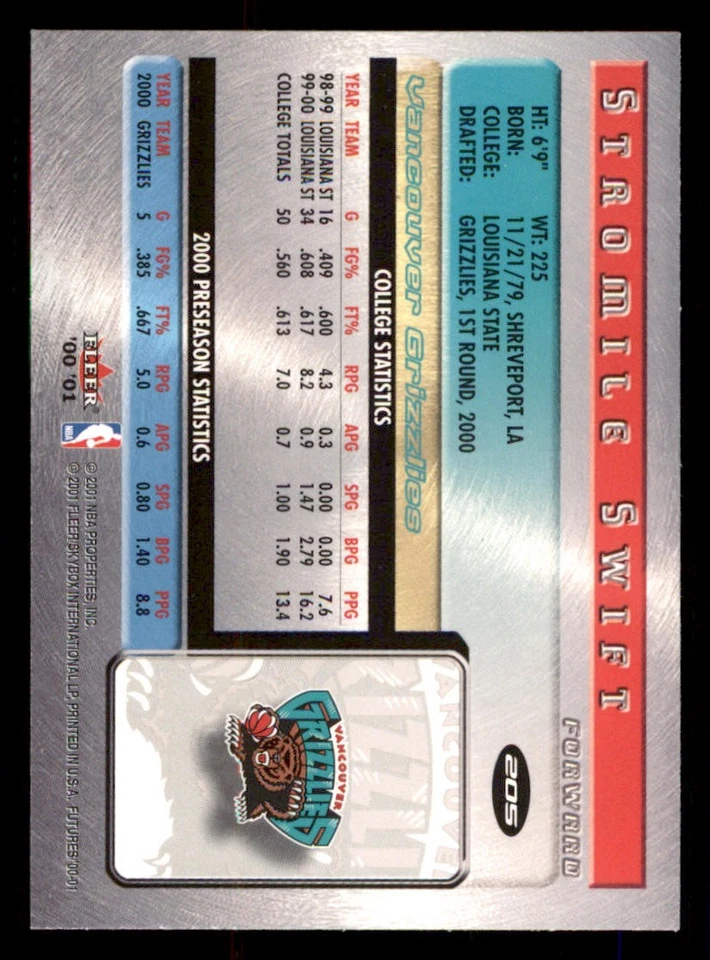 STROMILE SWIFT
FORWARD
205
HT: 6'9" WT: 225
BORN: 11/21/79, SHREVEPORT, LA
COLLEGE: LOUISIANA STATE
DRAFTED: GRIZZLIES, 1ST ROUND, 2000
Vancouver Grizzlies
COLLEGE STATISTICS
YEAR TEAM G FG% FT% RPG APG SPG BPG PPG
98-99 LOUISIANA ST 16 .409 .600 4.3 0.3 0.00 0.00 7.6
99-00 LOUISIANA ST 34 .608 .617 8.2 0.9 1.47 2.79 16.2
COLLEGE TOTALS 50 .560 .613 7.0 0.7 1.00 1.90 13.4
2000 PRESEASON STATISTICS
YEAR TEAM G FG% FT% RPG APG SPG BPG PPG
2000 GRIZZLIES 5 .385 .667 5.0 0.6 0.80 1.40 8.8
VANCOUVER
GRIZZLIES
FLEER
'00 '01
NBA
© 2001 NBA PROPERTIES, INC.
© 2001 FLEER/SKYBOX INTERNATIONAL LP, PRINTED IN U.S.A. FUTURES '00-01